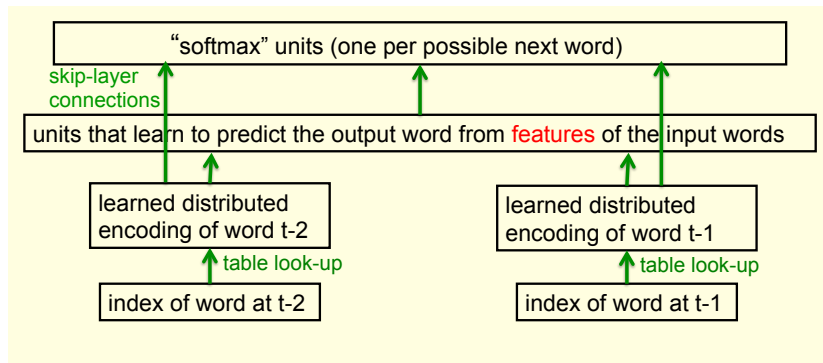 “softmax” units (one per possible next word)
skip-layer
connections
units that learn to predict the output word from features of the input words
learned distributed
encoding of word t-2
learned distributed
encoding of word t-1
table look-up
table look-up
index of word at t-2
index of word at t-1